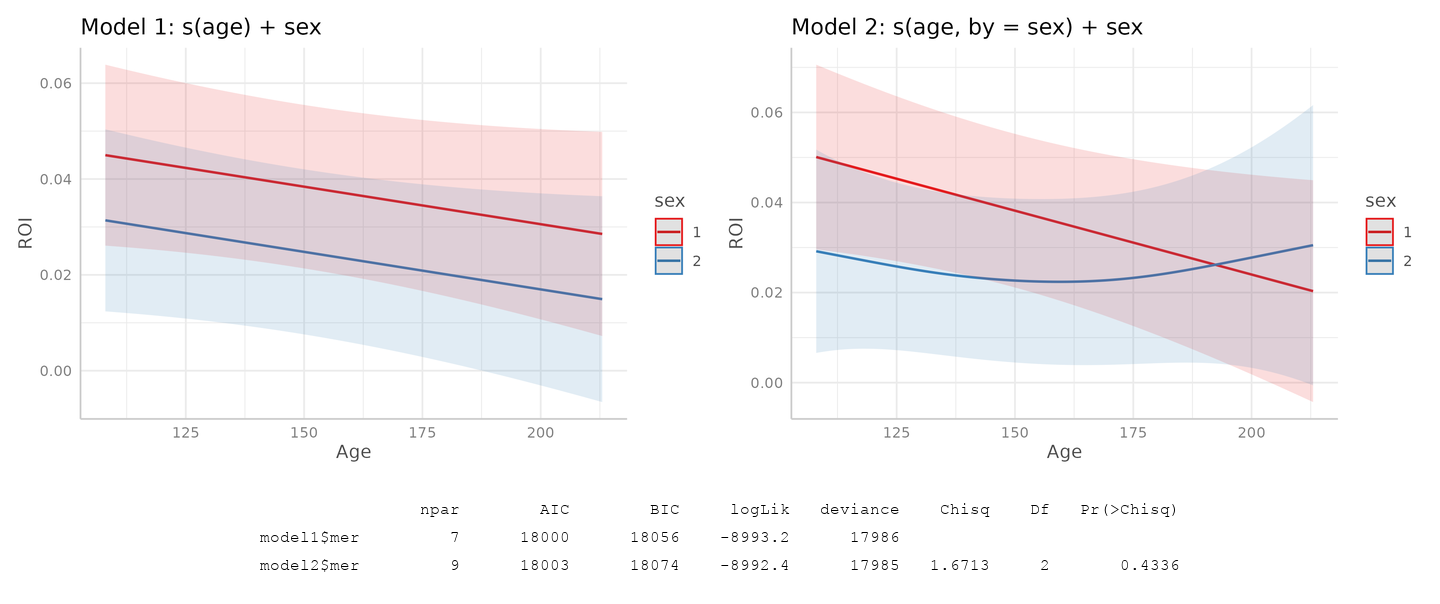 Model 1: s(age) + sex
0.06
0.04
0.02
0.00
ROI
125 150 175 200
Age
sex
1
2
Model 2: s(age, by = sex) + sex
0.06
0.04
0.02
0.00
ROI
125 150 175 200
Age
sex
1
2
npar AIC BIC logLik deviance Chisq Df Pr(>Chisq)
model1$mer 7 18000 18056 -8993.2 17986
model2$mer 9 18003 18074 -8992.4 17985 1.6713 2 0.4336